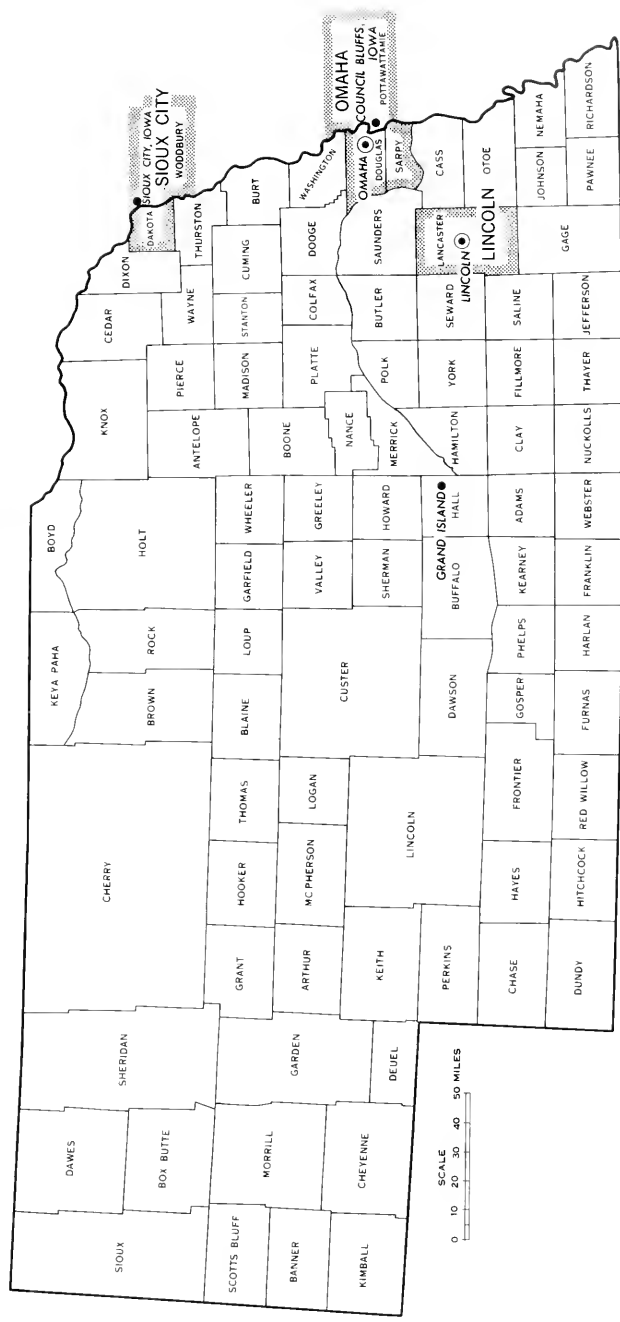 SIOUX CITY, IOWA
SIOUX CITY
WOODBURY
OMAHA
COUNCIL BLUFFS,
IOWA
POTTAWATTAMIE
SIOUX
DAWES
BOX BUTTE
SHERIDAN
SCOTTS BLUFF
BANNER
KIMBALL
MORRILL
CHEYENNE
GARDEN
DEUEL
CHERRY
KEYA PAHA
BOYD
BROWN
ROCK
HOLT
KNOX
CEDAR
DIXON
DAKOTA
ANTELOPE
PIERCE
WAYNE
THURSTON
GRANT
HOOKER
THOMAS
BLAINE
LOUP
GARFIELD
WHEELER
BOONE
MADISON
STANTON
CUMING
BURT
ARTHUR
MC PHERSON
LOGAN
CUSTER
VALLEY
GREELEY
NANCE
PLATTE
COLFAX
DODGE
WASHINGTON
KEITH
LINCOLN
SHERMAN
HOWARD
MERRICK
POLK
BUTLER
SAUNDERS
OMAHA
DOUGLAS
SARPY
PERKINS
DAWSON
BUFFALO
GRAND ISLAND
HALL
HAMILTON
YORK
SEWARD
LANCASTER
LINCOLN
LINCOLN
CASS
OTOE
CHASE
HAYES
FRONTIER
GOSPER
PHELPS
KEARNEY
ADAMS
CLAY
FILLMORE
SALINE
GAGE
JOHNSON
NEMAHA
DUNDY
HITCHCOCK
RED WILLOW
FURNAS
HARLAN
FRANKLIN
WEBSTER
NUCKOLLS
THAYER
JEFFERSON
PAWNEE
RICHARDSON
SCALE
0 10 20 30 40 50 MILES